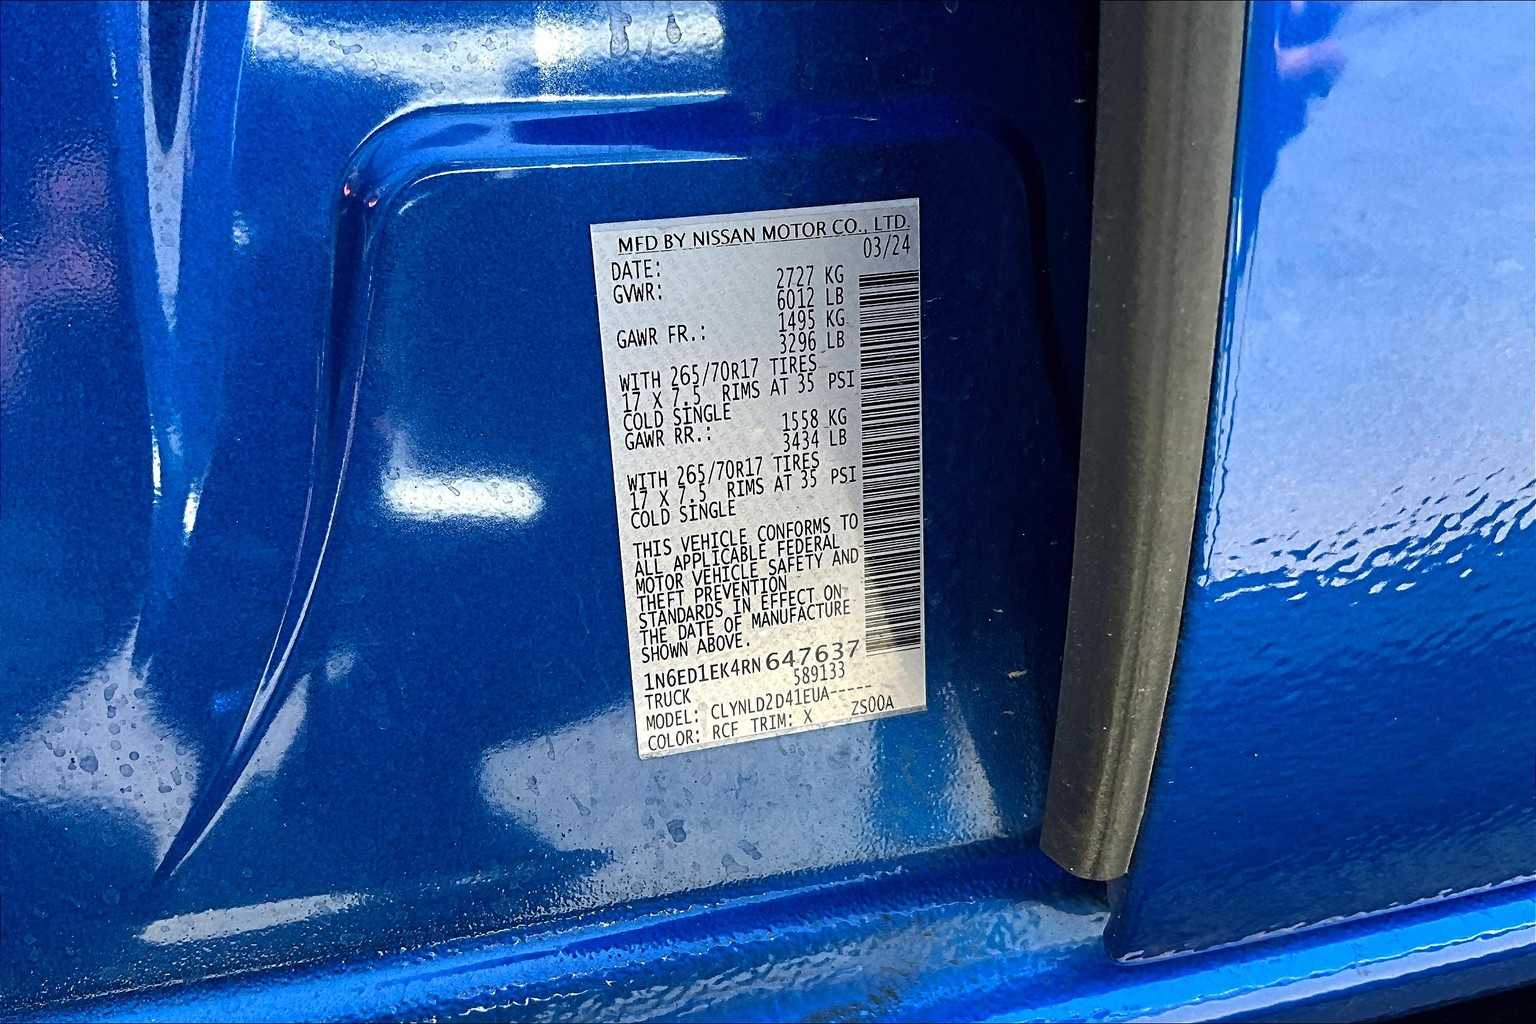 MFD BY NISSAN MOTOR CO., LTD.
DATE: 03/24
GVWR: 2727 KG
6012 LB
GAWR FR.: 1495 KG
3296 LB
WITH 265/70R17 TIRES
17 X 7.5 RIMS AT 35 PSI
COLD SINGLE
GAWR RR.: 1558 KG
3434 LB
WITH 265/70R17 TIRES
17 X 7.5 RIMS AT 35 PSI
COLD SINGLE
THIS VEHICLE CONFORMS TO
ALL APPLICABLE FEDERAL
MOTOR VEHICLE SAFETY AND
THEFT PREVENTION
STANDARDS IN EFFECT ON
THE DATE OF MANUFACTURE
SHOWN ABOVE.
1N6ED1EK4RN647637
TRUCK 589133
MODEL: CLYNLD2D41EUA-----
COLOR: RCF TRIM: X ZS00A